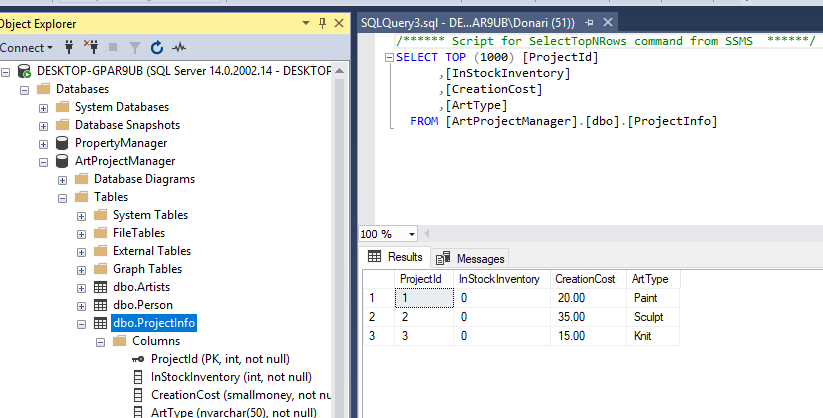 Object Explorer
Connect
DESKTOP-GPAR9UB (SQL Server 14.0.2002.14 - DESKTOP
Databases
System Databases
Database Snapshots
PropertyManager
ArtProjectManager
Database Diagrams
Tables
System Tables
FileTables
External Tables
Graph Tables
dbo.Artists
dbo.Person
dbo.ProjectInfo
Columns
ProjectId (PK, int, not null)
InStockInventory (int, not null)
CreationCost (smallmoney, not nu
ArtType (nvarchar(50), not null)
SQLQuery3.sql - DE...AR9UB\Donari (51))
/****** Script for SelectTopNRows command from SSMS  ******/
SELECT TOP (1000) [ProjectId]
,[InStockInventory]
,[CreationCost]
,[ArtType]
FROM [ArtProjectManager].[dbo].[ProjectInfo]
100 %
Results Messages
ProjectId InStockInventory CreationCost ArtType
1 1 0 20.00 Paint
2 2 0 35.00 Sculpt
3 3 0 15.00 Knit